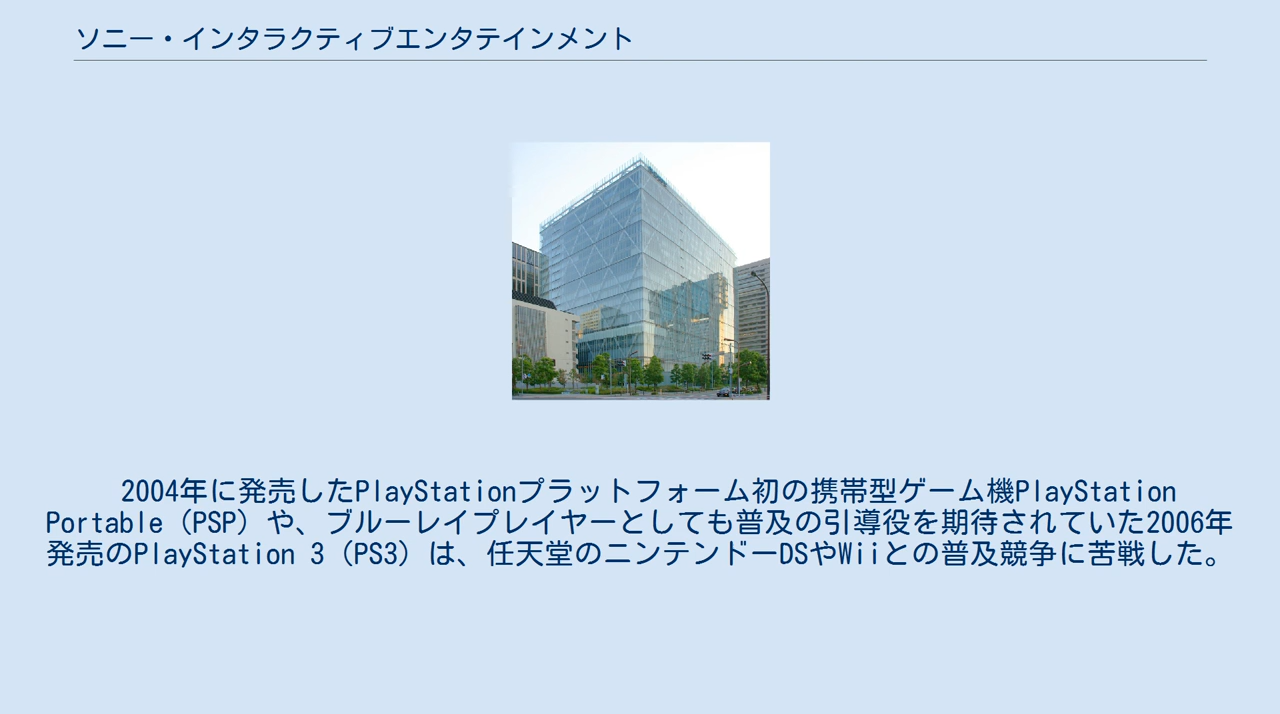 ソニー・インタラクティブエンタテインメント
2004年に発売したPlayStationプラットフォーム初の携帯型ゲーム機PlayStation
Portable（PSP）や、ブルーレイプレイヤーとしても普及の引導役を期待されていた2006年
発売のPlayStation 3（PS3）は、任天堂のニンテンドーDSやWiiとの普及競争に苦戦した。